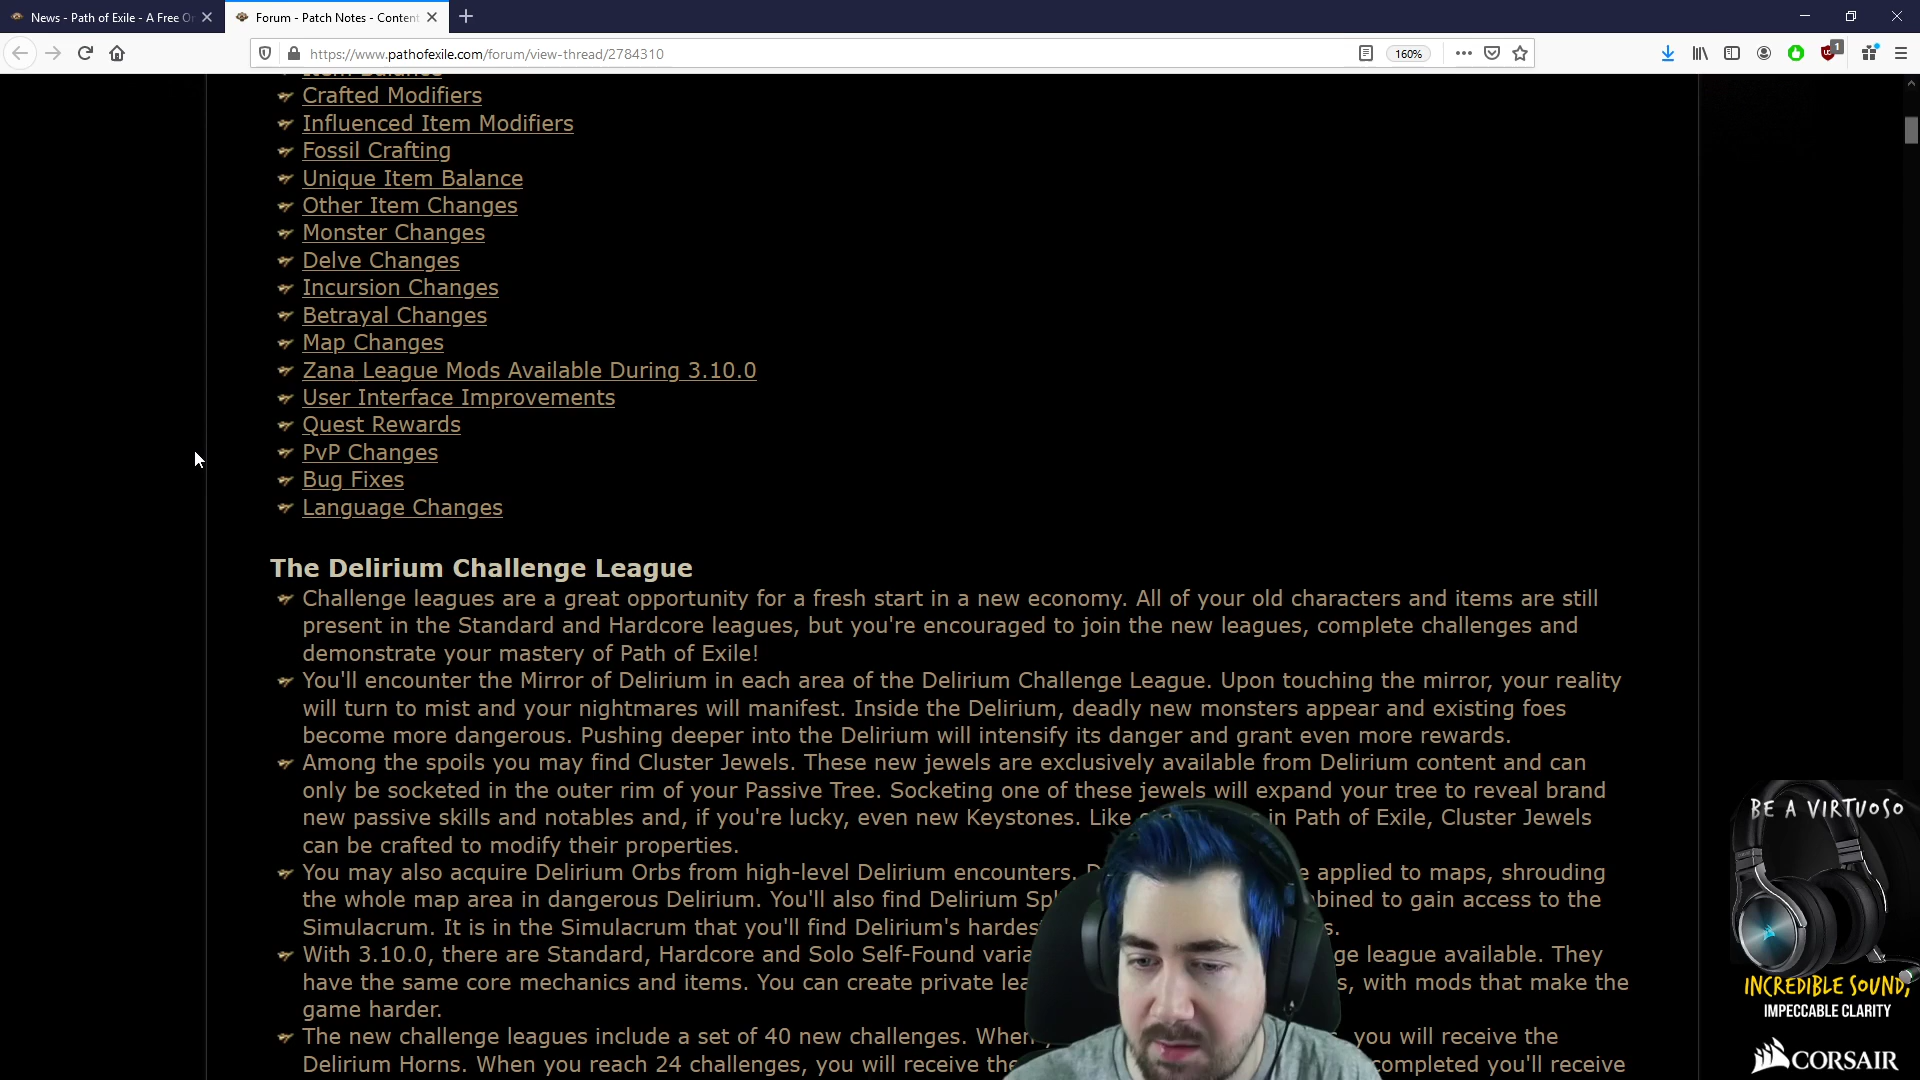 News - Path of Exile - A Free O
Forum - Patch Notes - Content
https://www.pathofexile.com/forum/view-thread/2784310
160%
1
Item Balance
Crafted Modifiers
Influenced Item Modifiers
Fossil Crafting
Unique Item Balance
Other Item Changes
Monster Changes
Delve Changes
Incursion Changes
Betrayal Changes
Map Changes
Zana League Mods Available During 3.10.0
User Interface Improvements
Quest Rewards
PvP Changes
Bug Fixes
Language Changes
The Delirium Challenge League
Challenge leagues are a great opportunity for a fresh start in a new economy. All of your old characters and items are still
present in the Standard and Hardcore leagues, but you're encouraged to join the new leagues, complete challenges and
demonstrate your mastery of Path of Exile!
You'll encounter the Mirror of Delirium in each area of the Delirium Challenge League. Upon touching the mirror, your reality
will turn to mist and your nightmares will manifest. Inside the Delirium, deadly new monsters appear and existing foes
become more dangerous. Pushing deeper into the Delirium will intensify its danger and grant even more rewards.
Among the spoils you may find Cluster Jewels. These new jewels are exclusively available from Delirium content and can
only be socketed in the outer rim of your Passive Tree. Socketing one of these jewels will expand your tree to reveal brand
new passive skills and notables and, if you're lucky, even new Keystones. Like in Path of Exile, Cluster Jewels
can be crafted to modify their properties.
You may also acquire Delirium Orbs from high-level Delirium encounters. applied to maps, shrouding
the whole map area in dangerous Delirium. You'll also find Delirium to gain access to the
Simulacrum. It is in the Simulacrum that you'll find Delirium's
With 3.10.0, there are Standard, Hardcore and Solo Self-Found league available. They
have the same core mechanics and items. You can create private with mods that make the
game harder.
The new challenge leagues include a set of 40 new challenges. When you will receive the
Delirium Horns. When you reach 24 challenges, you will receive completed you'll receive
BE A VIRTUOSO
INCREDIBLE SOUND,
IMPECCABLE CLARITY
CORSAIR